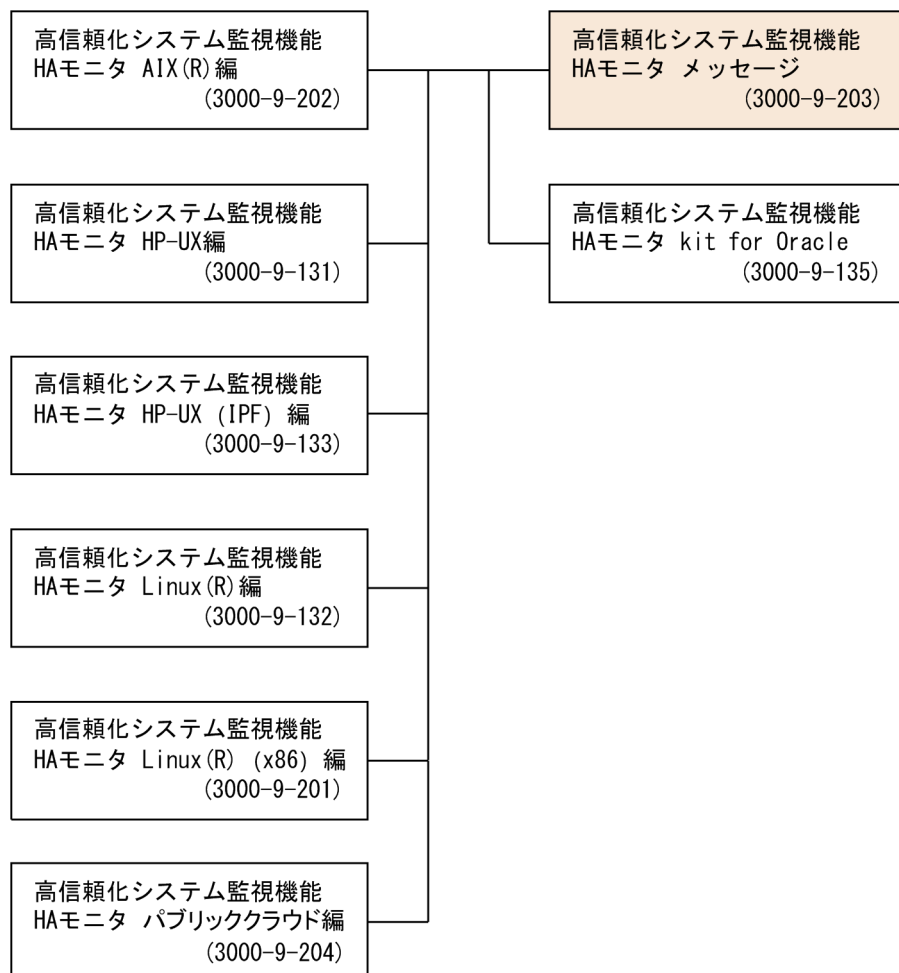 高信頼化システム監視機能
HAモニタ AIX(R)編
(3000-9-202)
高信頼化システム監視機能
HAモニタ メッセージ
(3000-9-203)
高信頼化システム監視機能
HAモニタ HP-UX編
(3000-9-131)
高信頼化システム監視機能
HAモニタ kit for Oracle
(3000-9-135)
高信頼化システム監視機能
HAモニタ HP-UX (IPF) 編
(3000-9-133)
高信頼化システム監視機能
HAモニタ Linux(R)編
(3000-9-132)
高信頼化システム監視機能
HAモニタ Linux(R) (x86) 編
(3000-9-201)
高信頼化システム監視機能
HAモニタ パブリッククラウド編
(3000-9-204)